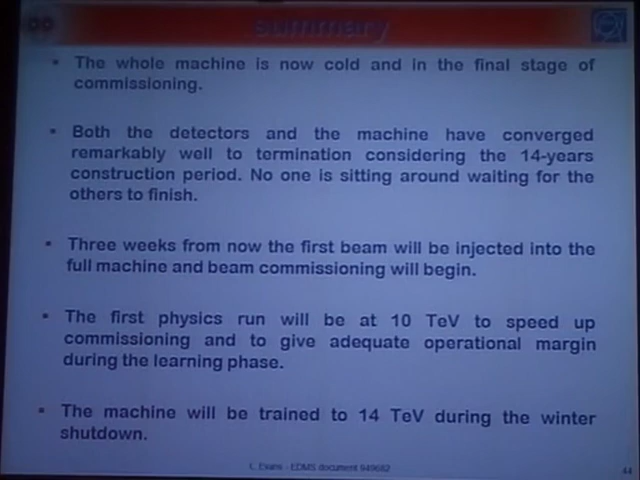 summary
• The whole machine is now cold and in the final stage of
commissioning.
• Both the detectors and the machine have converged
remarkably well to termination considering the 14-years
construction period. No one is sitting around waiting for the
others to finish.
• Three weeks from now the first beam will be injected into the
full machine and beam commissioning will begin.
• The first physics run will be at 10 TeV to speed up
commissioning and to give adequate operational margin
during the learning phase.
• The machine will be trained to 14 TeV during the winter
shutdown.
L. Evans - EDMS document 949682
44